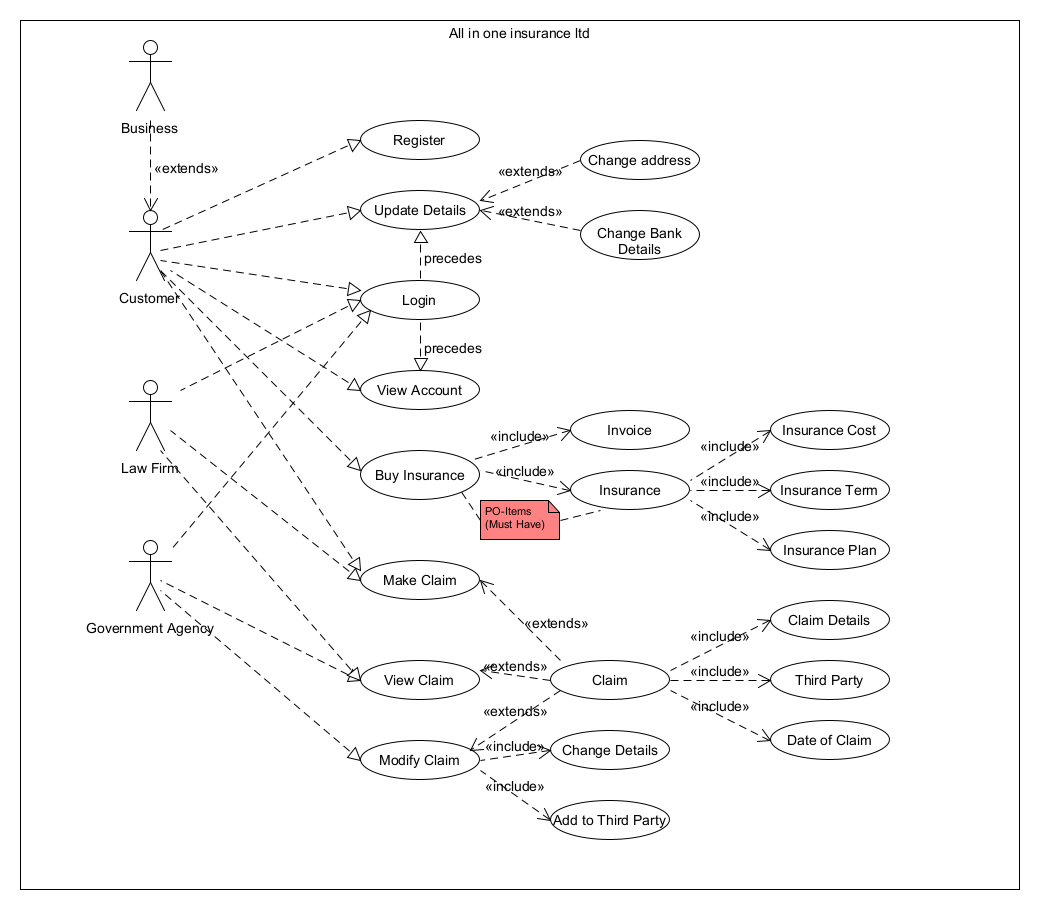 All in one insurance ltd
Business
«extends»
Register
Change address
«extends»
Update Details
«extends»
Change Bank
Details
precedes
Customer
Login
precedes
View Account
Law Firm
Invoice
Insurance Cost
«include»
«include»
Buy Insurance
«include»
Insurance
«include»
Insurance Term
PO-Items
(Must Have)
«include»
Insurance Plan
Make Claim
Government Agency
«extends»
Claim Details
«include»
View Claim
«extends»
Claim
«include»
Third Party
«extends»
«include»
Date of Claim
Modify Claim
«include»
Change Details
«include»
Add to Third Party